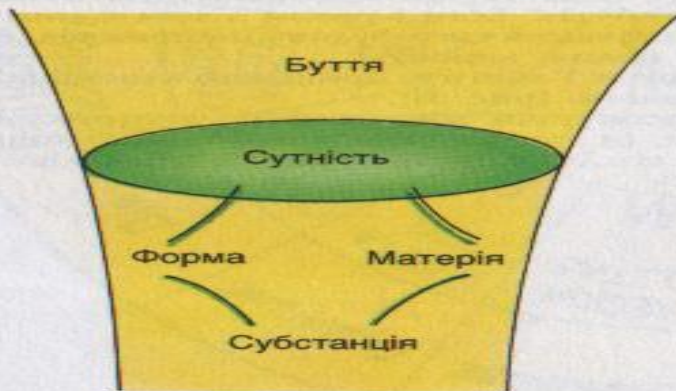 Буття
Сутність
Форма Матерія
Субстанція